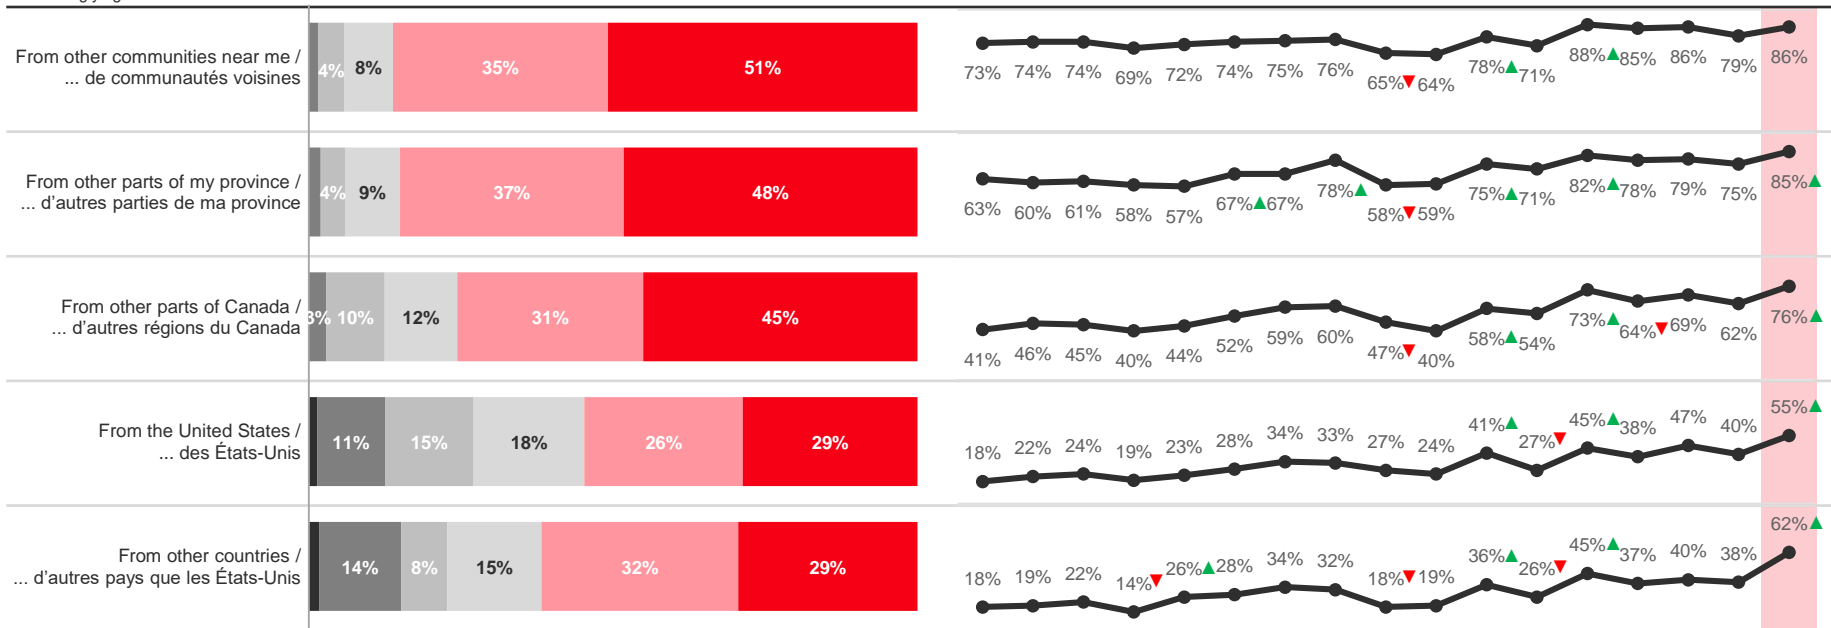 From other communities near me /
... de communautés voisines
4% 8% 35% 51%
73% 74% 74% 69% 72% 74% 75% 76% 65% 64% 78% 71% 88% 85% 86% 79% 86%
From other parts of my province /
... d'autres parties de ma province
4% 9% 37% 48%
63% 60% 61% 58% 57% 67% 67% 78% 58% 59% 75% 71% 82% 78% 79% 75% 85%
From other parts of Canada /
... d'autres régions du Canada
3% 10% 12% 31% 45%
41% 46% 45% 40% 44% 52% 59% 60% 47% 40% 58% 54% 73% 64% 69% 62% 76%
From the United States /
... des États-Unis
11% 15% 18% 26% 29%
18% 22% 24% 19% 23% 28% 34% 33% 27% 24% 41% 27% 45% 38% 47% 40% 55%
From other countries /
... d'autres pays que les États-Unis
14% 8% 15% 32% 29%
18% 19% 22% 14% 26% 28% 34% 32% 18% 19% 36% 26% 45% 37% 40% 38% 62%